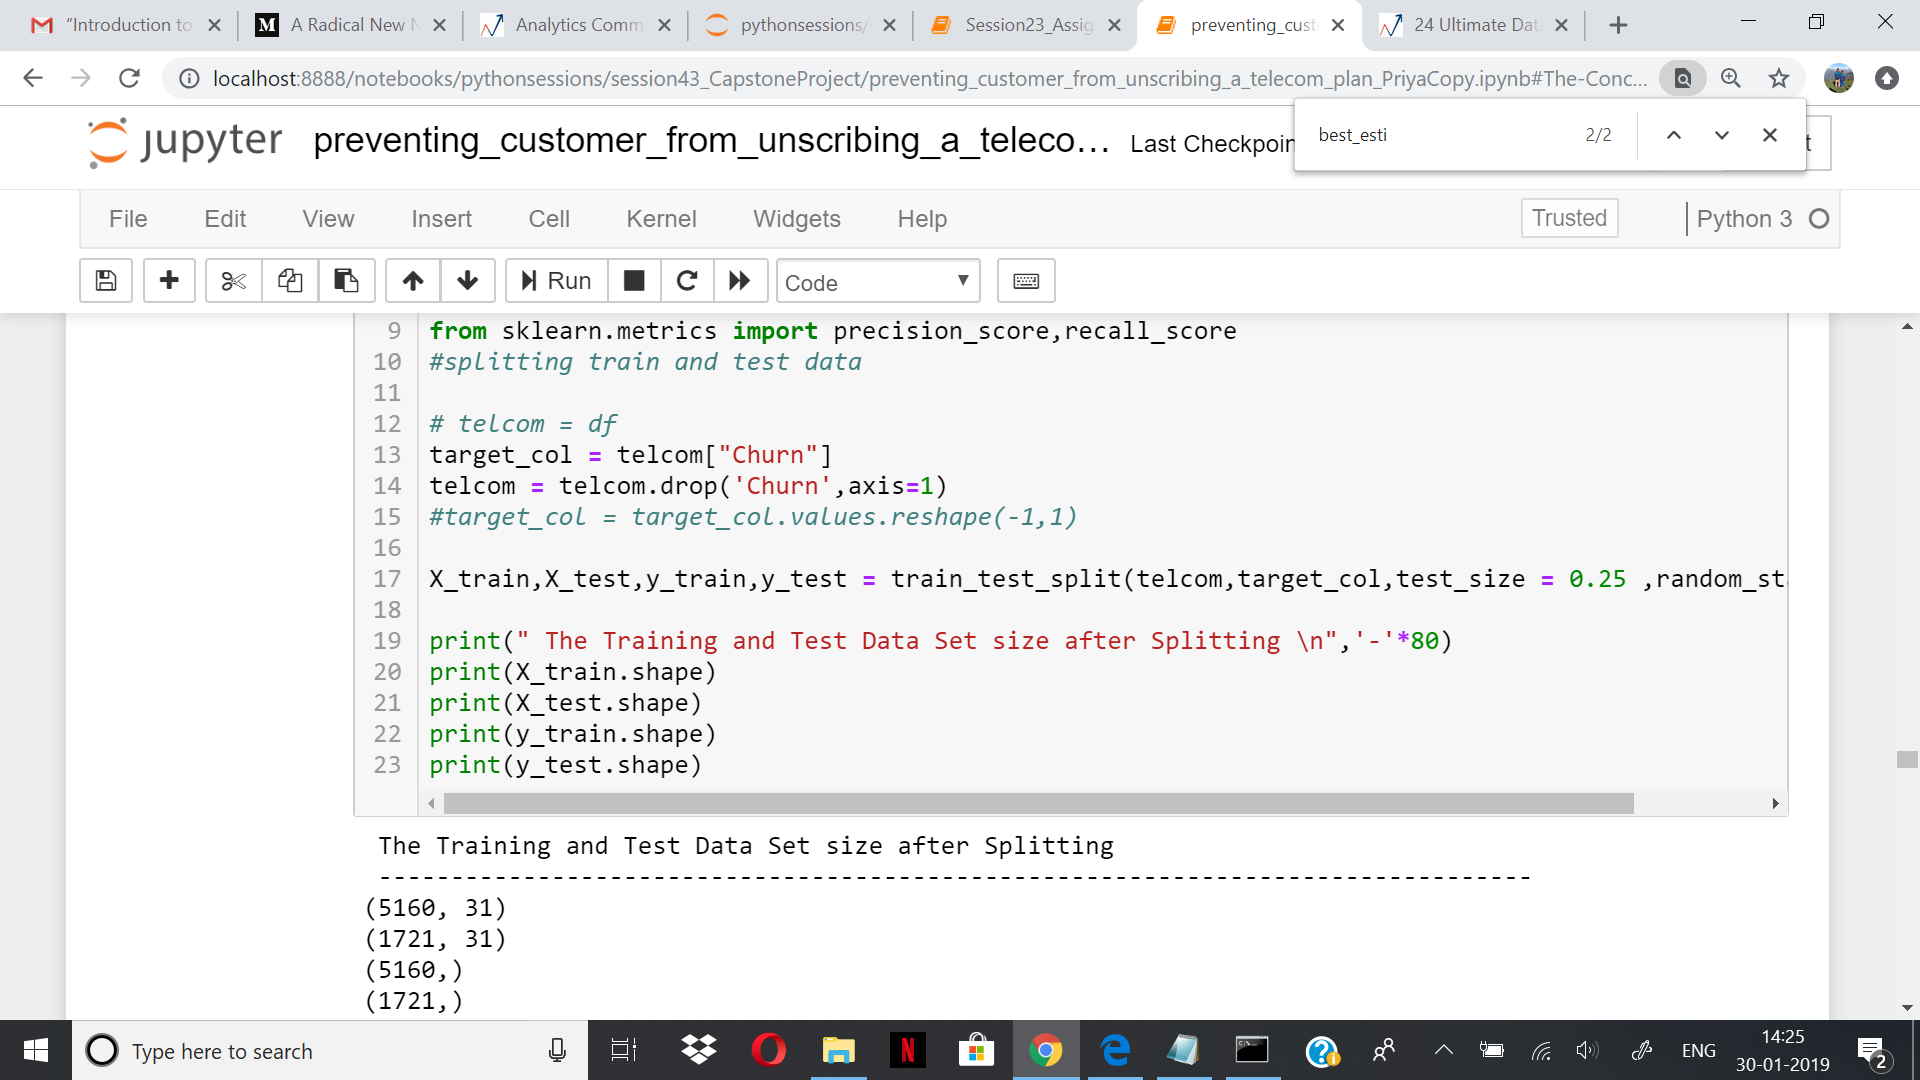 "Introduction to
A Radical New N
Analytics Comm
pythonsessions/
Session23_Assig
preventing_cust
24 Ultimate Dat
localhost:8888/notebooks/pythonsessions/session43_CapstoneProject/preventing_customer_from_unscribing_a_telecom_plan_PriyaCopy.ipynb#The-Conc...
best_esti 2/2
jupyter preventing_customer_from_unscribing_a_teleco... Last Checkpoin
t
File Edit View Insert Cell Kernel Widgets Help Trusted Python 3
Run Code
9 from sklearn.metrics import precision_score,recall_score
10 #splitting train and test data
11
12 # telcom = df
13 target_col = telcom["Churn"]
14 telcom = telcom.drop('Churn',axis=1)
15 #target_col = target_col.values.reshape(-1,1)
16
17 X_train,X_test,y_train,y_test = train_test_split(telcom,target_col,test_size = 0.25 ,random_st
18
19 print(" The Training and Test Data Set size after Splitting \n",'-'*80)
20 print(X_train.shape)
21 print(X_test.shape)
22 print(y_train.shape)
23 print(y_test.shape)
The Training and Test Data Set size after Splitting
--------------------------------------------------------------------------------
(5160, 31)
(1721, 31)
(5160,)
(1721,)
Type here to search
ENG
14:25
30-01-2019
2